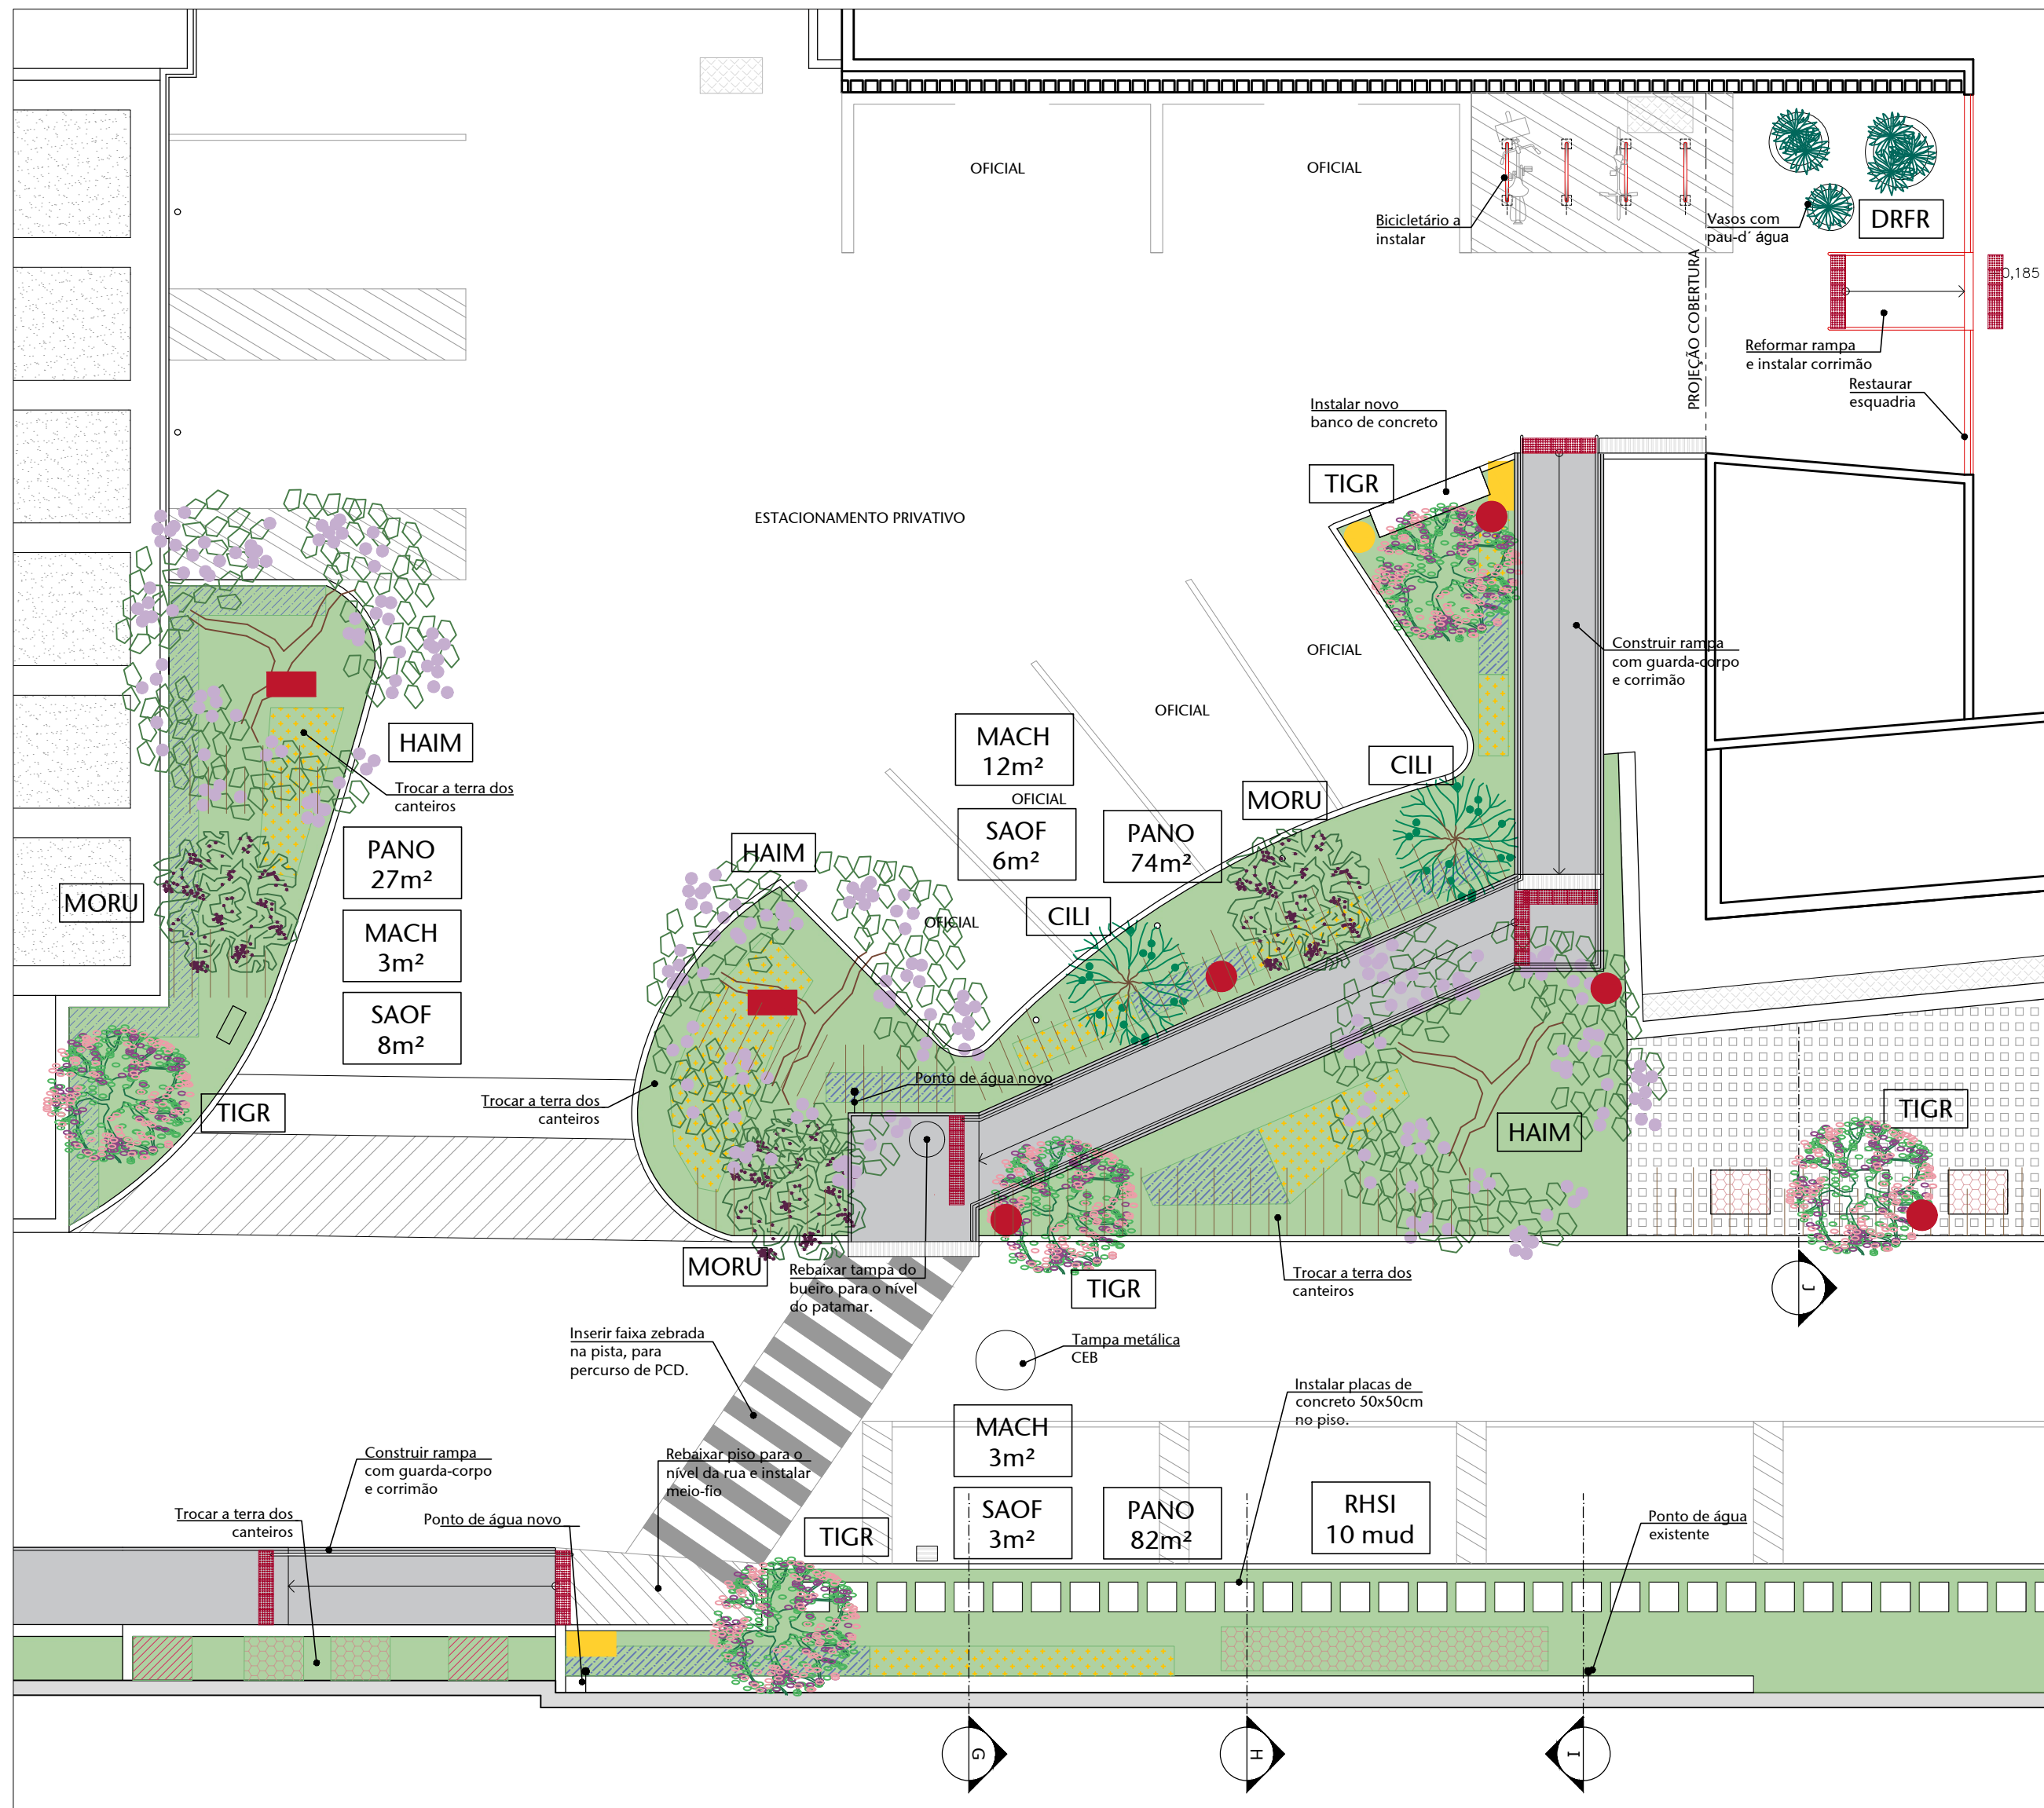 OFICIAL
OFICIAL
Bicicletário a
instalar
Vasos com
pau-d´ água
DRFR
PROJEÇÃO COBERTURA
0,185
Reformar rampa
e instalar corrimão
Restaurar
esquadria
Instalar novo
banco de concreto
TIGR
ESTACIONAMENTO PRIVATIVO
OFICIAL
Construir rampa
com guarda-corpo
e corrimão
OFICIAL
HAIM
MACH
12m²
CILI
Trocar a terra dos
canteiros
OFICIAL
MORU
SAOF
6m²
PANO
74m²
PANO
27m²
HAIM
MORU
CILI
OFICIAL
MACH
3m²
SAOF
8m²
Ponto de água novo
Trocar a terra dos
canteiros
TIGR
TIGR
HAIM
MORU
Rebaixar tampa do
bueiro para o nível
do patamar.
TIGR
Trocar a terra dos
canteiros
J
Inserir faixa zebrada
na pista, para
percurso de PCD.
Tampa metálica
CEB
Instalar placas de
concreto 50x50cm
no piso.
MACH
3m²
Construir rampa
com guarda-corpo
e corrimão
Rebaixar piso para o
nível da rua e instalar
meio-fio
Trocar a terra dos
canteiros
Ponto de água novo
TIGR
SAOF
3m²
PANO
82m²
RHSI
10 mud
Ponto de água
existente
G
H
I